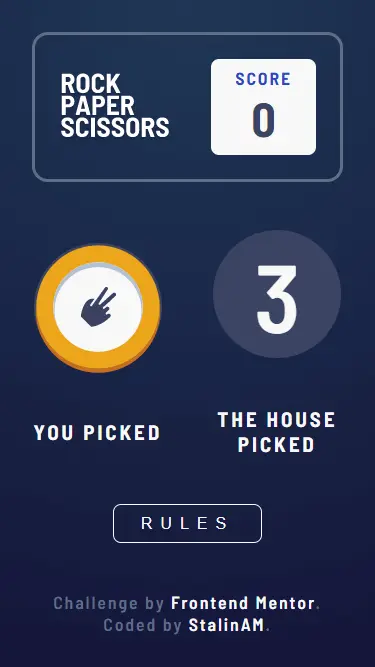 ROCK
PAPER
SCISSORS
SCORE
0
3
YOU PICKED
THE HOUSE
PICKED
RULES
Challenge by Frontend Mentor.
Coded by StalinAM.